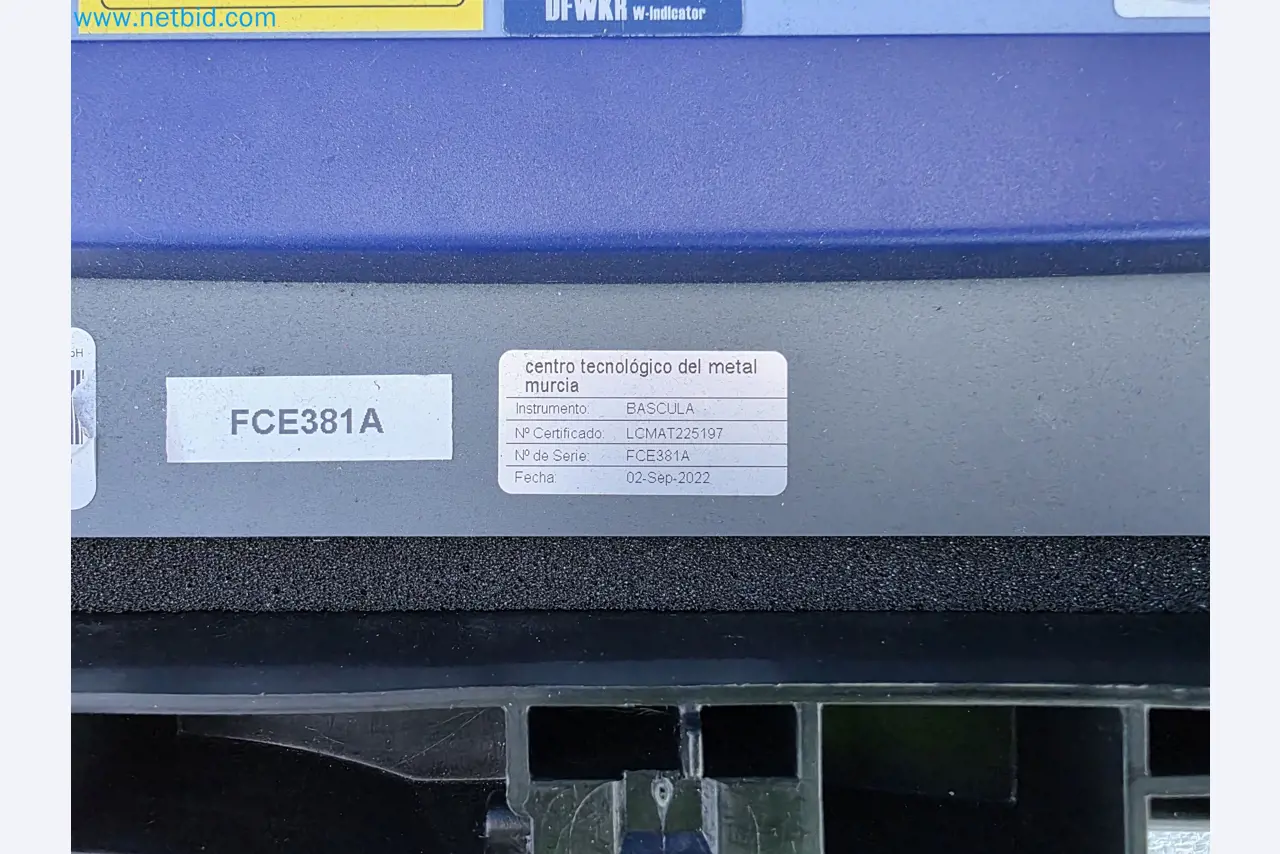 www.netbid.com
DFWKR W-Indicator
FCE381A
centro tecnológico del metal
murcia
Instrumento: BASCULA
Nº Certificado: LCMAT225197
Nº de Serie: FCE381A
Fecha: 02-Sep-2022